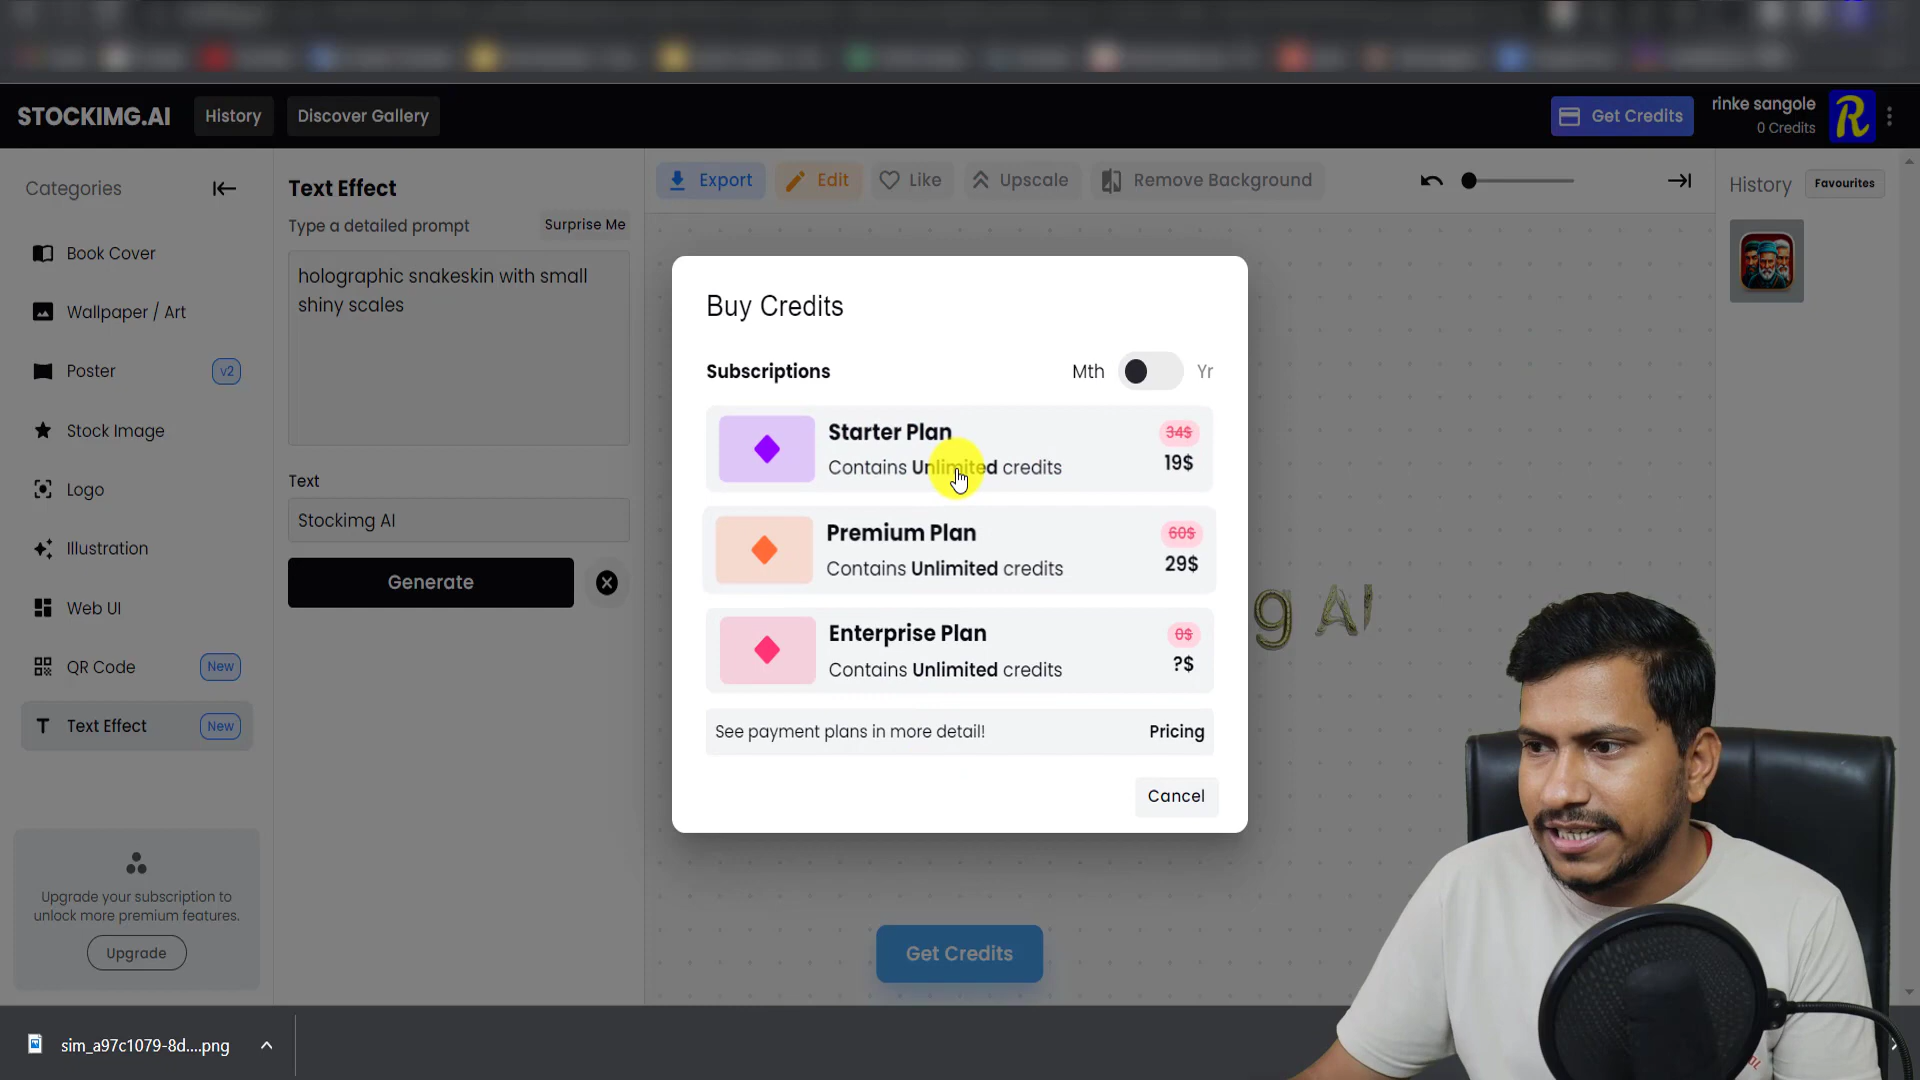 STOCKIMG.AI
History
Discover Gallery
Get Credits
rinke sangole
0 Credits
R
Categories
Book Cover
Wallpaper / Art
Poster
v2
Stock Image
Logo
Illustration
Web UI
QR Code
New
Text Effect
New
Upgrade your subscription to
unlock more premium features.
Upgrade
Text Effect
Type a detailed prompt
Surprise Me
holographic snakeskin with small
shiny scales
Text
Stockimg AI
Generate
Export
Edit
Like
Upscale
Remove Background
History
Favourites
Buy Credits
Subscriptions
Mth
Yr
Starter Plan
34$
Contains Unlimited credits
19$
Premium Plan
60$
Contains Unlimited credits
29$
Enterprise Plan
0$
Contains Unlimited credits
?$
See payment plans in more detail!
Pricing
Cancel
g AI
Get Credits
sim_a97c1079-8d....png